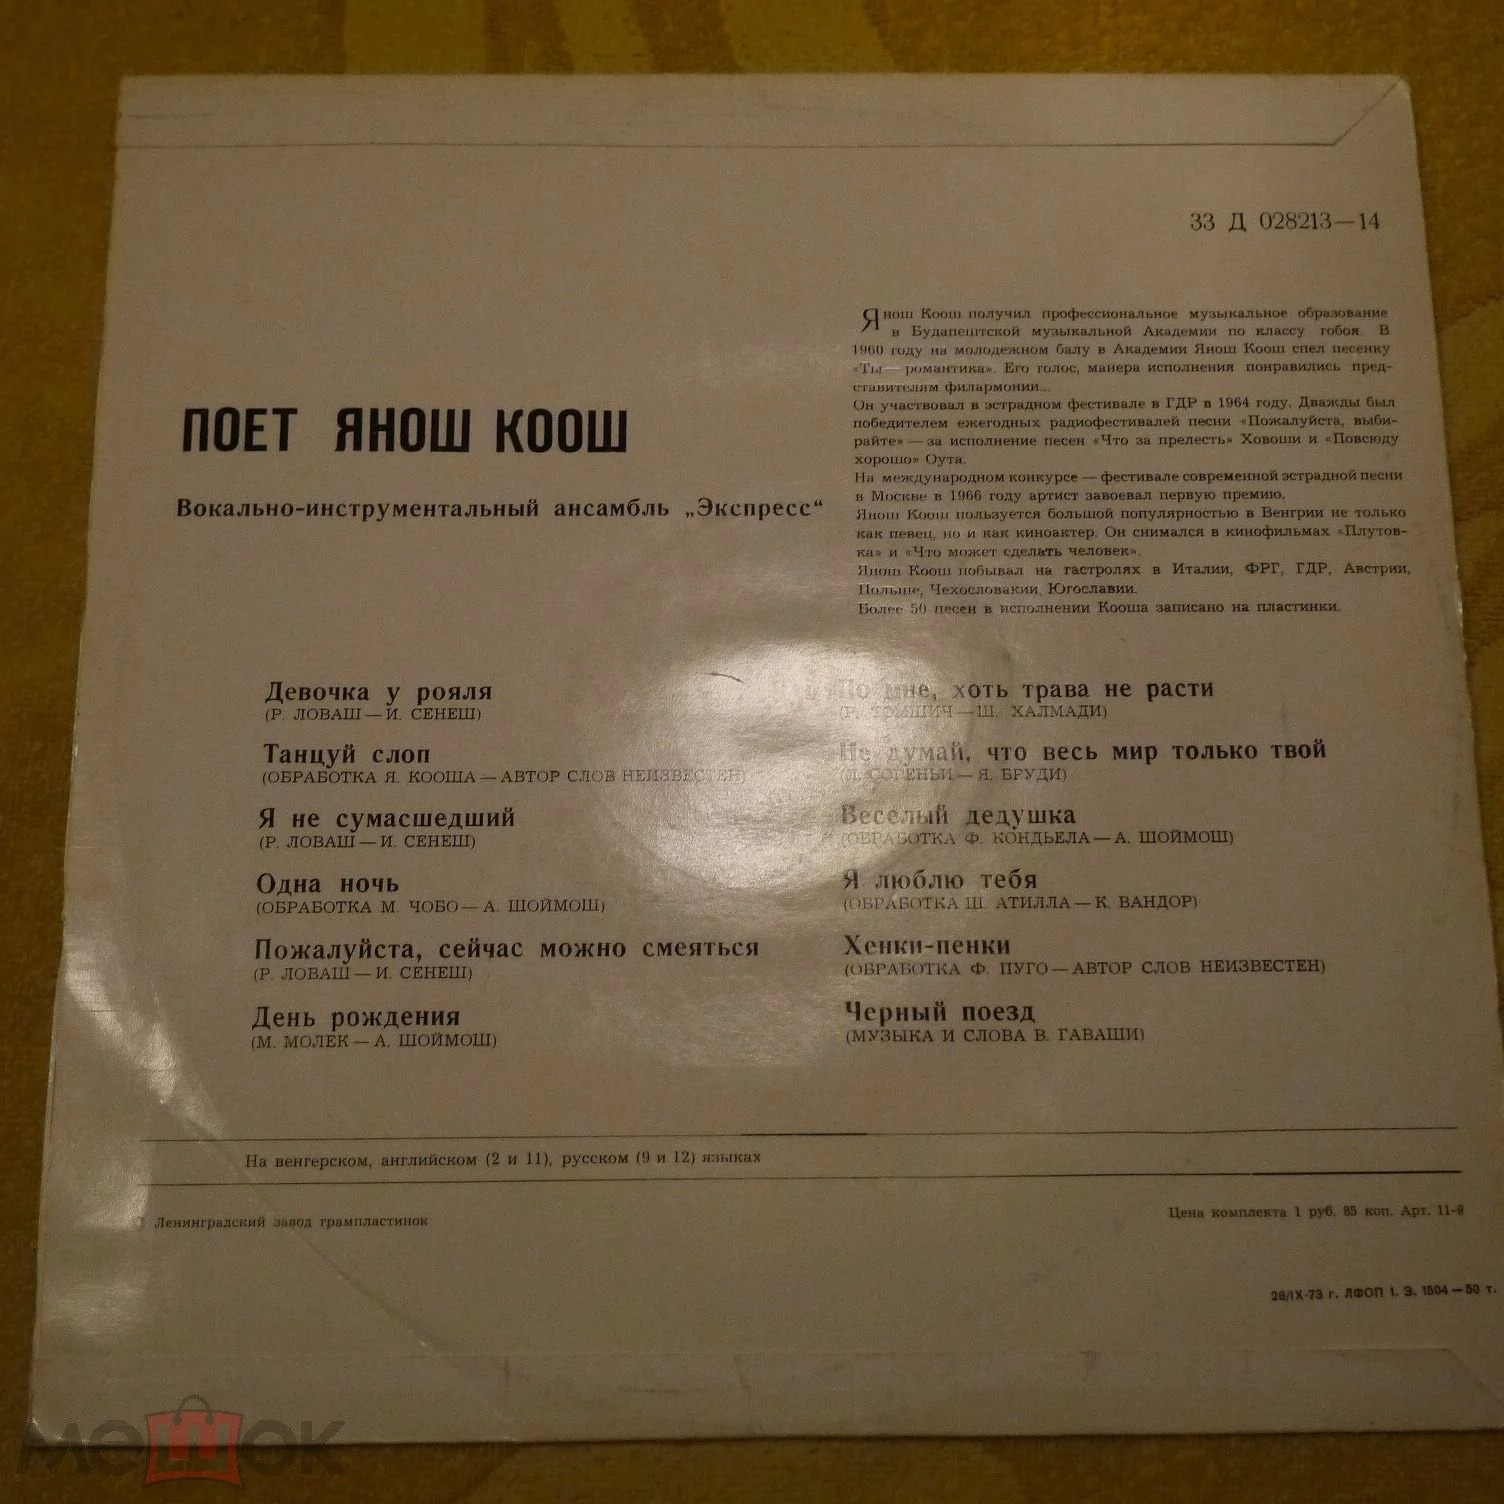 33 Д 028213—14
ПОЕТ ЯНОШ КООШ
Вокально-инструментальный ансамбль „Экспресс“
Янош Коош получил профессиональное музыкальное образование
в Будапештской музыкальной Академии по классу гобоя. В
1960 году на молодежном балу в Академии Янош Коош спел песенку
«Ты — романтика». Его голос, манера исполнения понравились пред-
ставителям филармонии...
Он участвовал в эстрадном фестивале в ГДР в 1964 году. Дважды был
победителем ежегодных радиофестивалей песни «Пожалуйста, выби-
райте» — за исполнение песен «Что за прелесть» Ховоши и «Повсюду
хорошо» Оута.
На международном конкурсе — фестивале современной эстрадной песни
в Москве в 1966 году артист завоевал первую премию.
Янош Коош пользуется большой популярностью в Венгрии не только
как певец, но и как киноактер. Он снимался в кинофильмах «Плутов-
ка» и «Что может сделать человек».
Янош Коош побывал на гастролях в Италии, ФРГ, ГДР, Австрии,
Польше, Чехословакии, Югославии.
Более 50 песен в исполнении Кооша записано на пластинки.
Девочка у рояля
(Р. ЛОВАШ — И. СЕНЕШ)
Танцуй слоп
(ОБРАБОТКА Я. КООША — АВТОР СЛОВ НЕИЗВЕСТЕН)
Я не сумасшедший
(Р. ЛОВАШ — И. СЕНЕШ)
Одна ночь
(ОБРАБОТКА М. ЧОБО — А. ШОЙМОШ)
Пожалуйста, сейчас можно смеяться
(Р. ЛОВАШ — И. СЕНЕШ)
День рождения
(М. МОЛЕК — А. ШОЙМОШ)
По мне, хоть трава не расти
(Р. ТОМШИЧ — Ш. ХАЛМАДИ)
Не думай, что весь мир только твой
— Я. БРУДИ)
Веселый дедушка
(ОБРАБОТКА Ф. КОНДЬЕЛА — А. ШОЙМОШ)
Я люблю тебя
(ОБРАБОТКА Ш. АТИЛЛА — К. ВАНДОР)
Хенки-пенки
(ОБРАБОТКА Ф. ПУГО — АВТОР СЛОВ НЕИЗВЕСТЕН)
Черный поезд
(МУЗЫКА И СЛОВА В. ГАВАШИ)
На венгерском, английском (2 и 11), русском (9 и 12) языках
Ленинградский завод грампластинок
Цена комплекта 1 руб. 85 коп. Арт. 11-9
28/IX-73 г. ЛФОП 1. З. 1504 — 50 т.
мешок